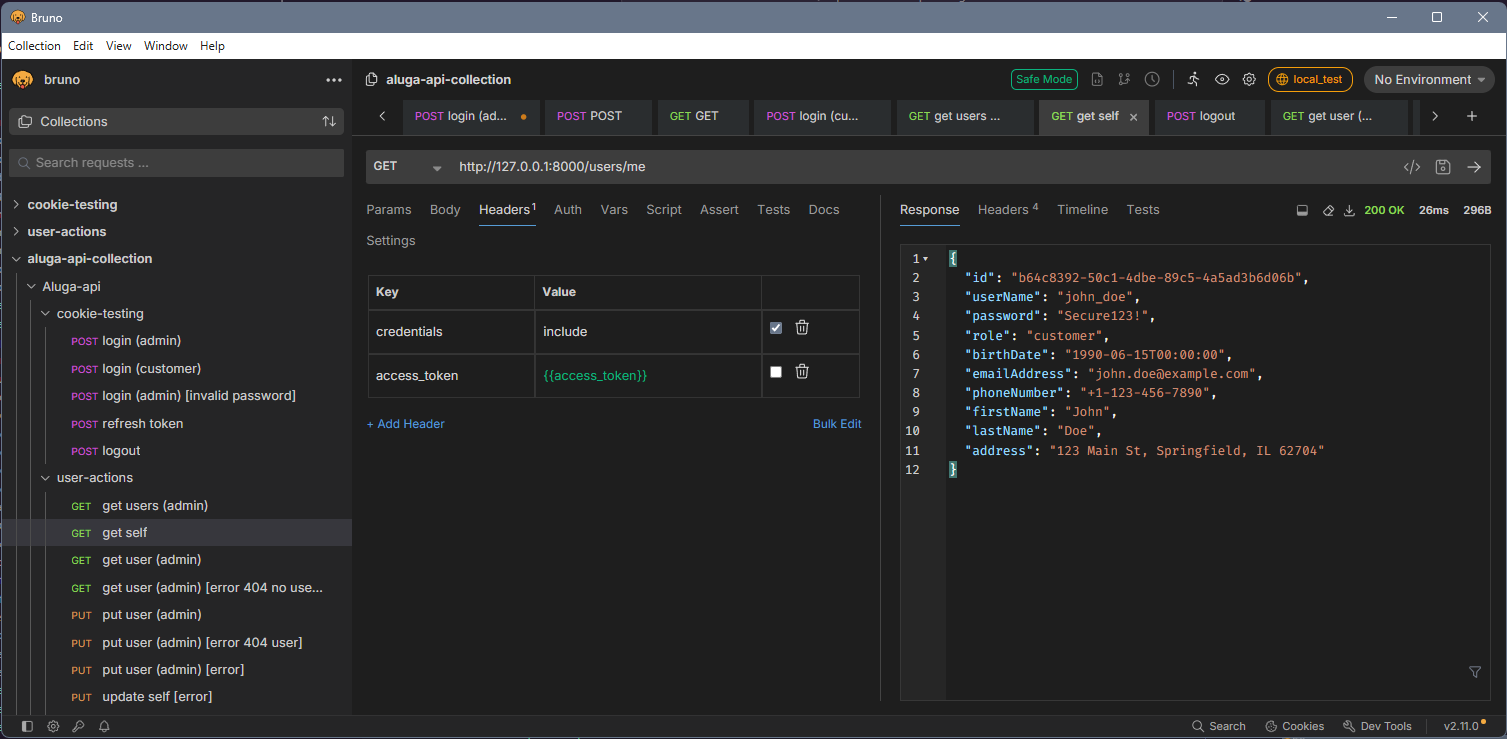 Bruno
Collection Edit View Window Help
bruno
aluga-api-collection
Safe Mode
local_test
No Environment
Collections
POST login (ad...
POST POST
GET GET
POST login (cu...
GET get users ...
GET get self
POST logout
GET get user (...
Search requests ...
GET
http://127.0.0.1:8000/users/me
cookie-testing
user-actions
aluga-api-collection
Aluga-api
cookie-testing
POST login (admin)
POST login (customer)
POST login (admin) [invalid password]
POST refresh token
POST logout
user-actions
GET get users (admin)
GET get self
GET get user (admin)
GET get user (admin) [error 404 no use...
PUT put user (admin)
PUT put user (admin) [error 404 user]
PUT put user (admin) [error]
PUT update self [error]
Params Body Headers1 Auth Vars Script Assert Tests Docs
Settings
Key Value
credentials include
access_token {{access_token}}
+ Add Header Bulk Edit
Response Headers 4 Timeline Tests
200 OK 26ms 296B
1 {
2 "id": "b64c8392-50c1-4dbe-89c5-4a5ad3b6d06b",
3 "userName": "john_doe",
4 "password": "Secure123!",
5 "role": "customer",
6 "birthDate": "1990-06-15T00:00:00",
7 "emailAddress": "john.doe@example.com",
8 "phoneNumber": "+1-123-456-7890",
9 "firstName": "John",
10 "lastName": "Doe",
11 "address": "123 Main St, Springfield, IL 62704"
12 }
Search Cookies Dev Tools v2.11.0